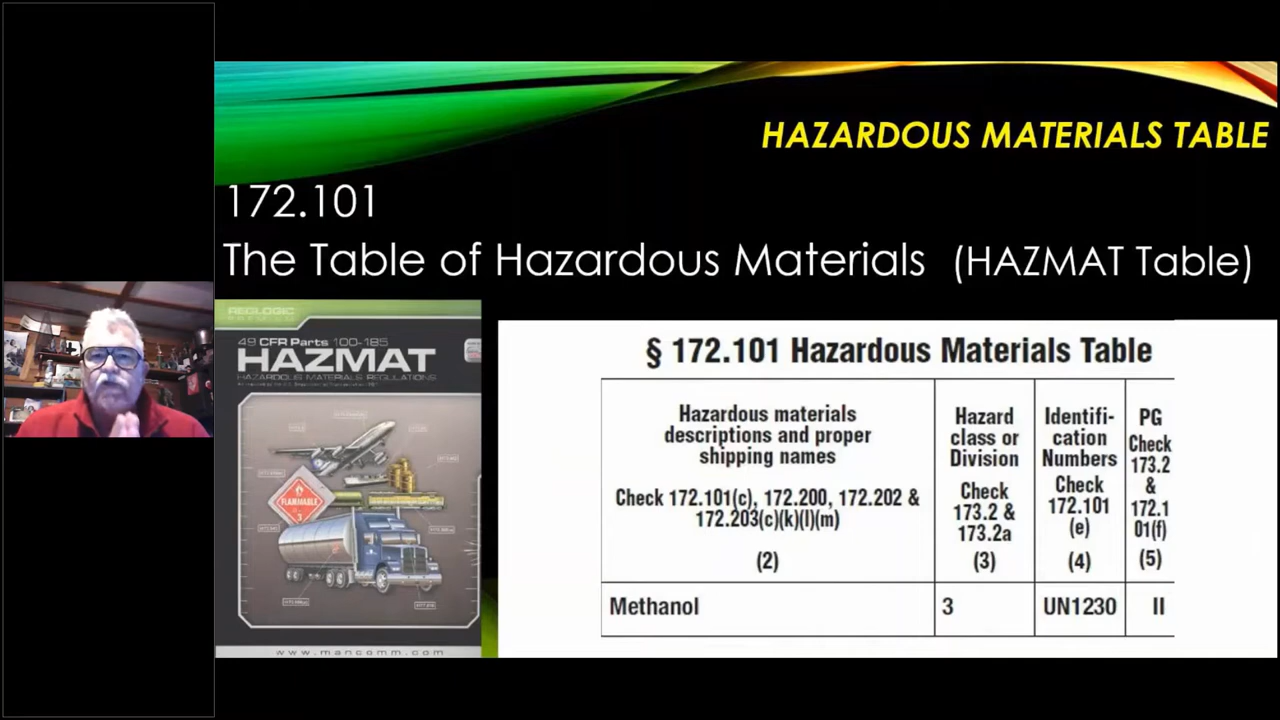 HAZARDOUS MATERIALS TABLE
172.101
The Table of Hazardous Materials (HAZMAT Table)
REGLOGIC
49 CFR Parts 100-185
HAZMAT
HAZARDOUS MATERIALS REGULATIONS
FLAMMABLE
3
www.mancomm.com
§ 172.101 Hazardous Materials Table
Hazardous materials
descriptions and proper
shipping names
Check 172.101(c), 172.200, 172.202 &
172.203(c)(k)(l)(m)
(2)
Hazard
class or
Division
Check
173.2 &
173.2a
(3)
Identifi-
cation
Numbers
Check
172.101
(e)
(4)
PG
Check
173.2
&
172.1
01(f)
(5)
Methanol 3 UN1230 II